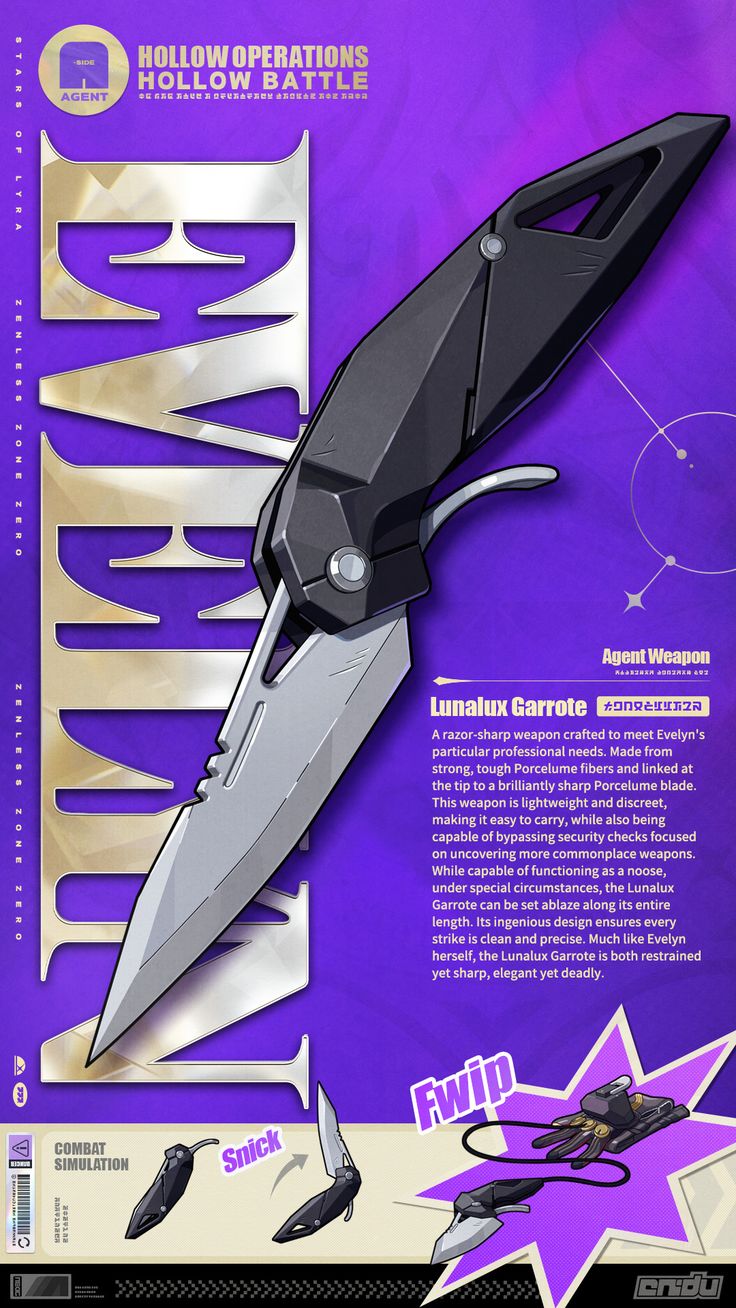 -SIDE
AGENT
HOLLOW OPERATIONS
HOLLOW BATTLE
STARS OF LYRA
ZENLESS ZONE ZERO
ZENLESS ZONE ZERO
EVELYN
Agent Weapon
Lunalux Garrote
A razor-sharp weapon crafted to meet Evelyn's
particular professional needs. Made from
strong, tough Porcelume fibers and linked at
the tip to a brilliantly sharp Porcelume blade.
This weapon is lightweight and discreet,
making it easy to carry, while also being
capable of bypassing security checks focused
on uncovering more commonplace weapons.
While capable of functioning as a noose,
under special circumstances, the Lunalux
Garrote can be set ablaze along its entire
length. Its ingenious design ensures every
strike is clean and precise. Much like Evelyn
herself, the Lunalux Garrote is both restrained
yet sharp, elegant yet deadly.
COMBAT
SIMULATION
Snick
Fwip
DANGER